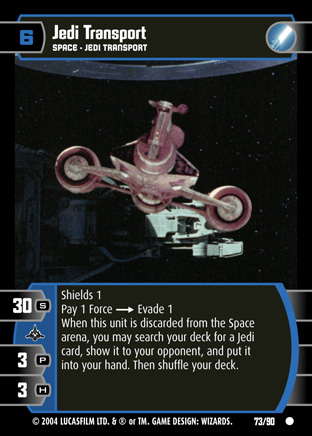 6
Jedi Transport
SPACE - JEDI TRANSPORT
30 S
3 P
3 H
Shields 1
Pay 1 Force → Evade 1
When this unit is discarded from the Space
arena, you may search your deck for a Jedi
card, show it to your opponent, and put it
into your hand. Then shuffle your deck.
© 2004 LUCASFILM LTD. & ® or TM. GAME DESIGN: WIZARDS.
73/90